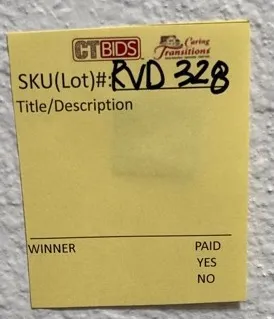 CTBIDS Caring Transitions
SKU(Lot)#: RVD 328
Title/Description
WINNER PAID
YES
NO